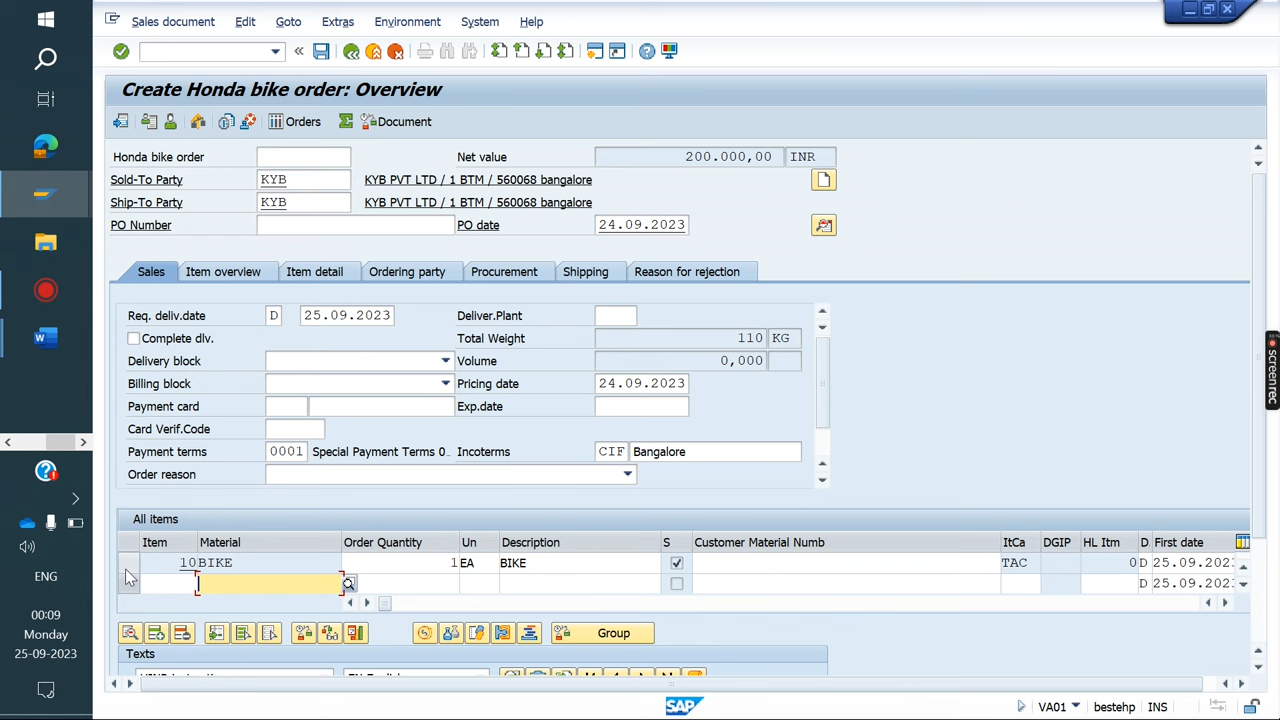 Sales document Edit Goto Extras Environment System Help
Create Honda bike order: Overview
Orders Document
Honda bike order Net value 200.000,00 INR
Sold-To Party KYB KYB PVT LTD / 1 BTM / 560068 bangalore
Ship-To Party KYB KYB PVT LTD / 1 BTM / 560068 bangalore
PO Number PO date 24.09.2023
Sales Item overview Item detail Ordering party Procurement Shipping Reason for rejection
Req. deliv.date D 25.09.2023 Deliver.Plant
Complete dlv. Total Weight 110 KG
Delivery block Volume 0,000
Billing block Pricing date 24.09.2023
Payment card Exp.date
Card Verif.Code
Payment terms 0001 Special Payment Terms 0.. Incoterms CIF Bangalore
Order reason
All items
Item Material Order Quantity Un Description S Customer Material Numb ItCa DGIP HL Itm D First date
10 BIKE 1 EA BIKE TAC 0 D 25.09.2023
D 25.09.2023
Group
Texts
SAP VA01 bestehp INS
ENG
00:09
Monday
25-09-2023
screen rec